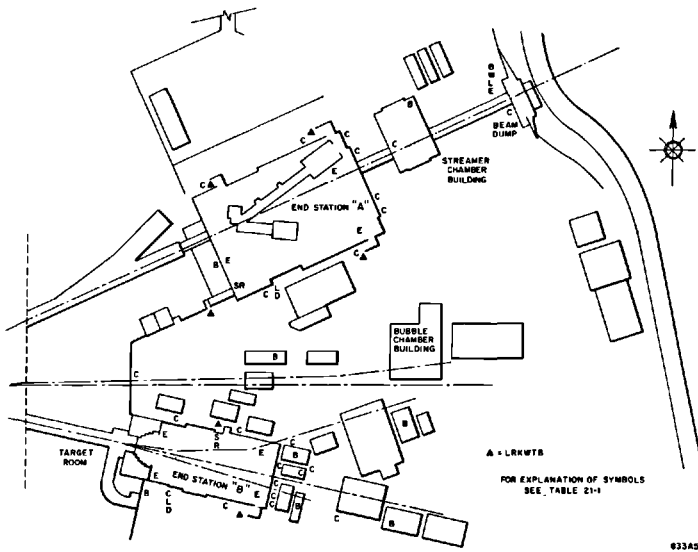 N
B
BWLE
C
BEAM
DUMP
C
C
C
STREAMER
CHAMBER
BUILDING
C
E
C
END STATION "A"
C
C
E
E
B
C
SR
C L
D
BUBBLE
CHAMBER
BUILDING
B
C
B
C
C
C
S
R
E
E
B
B
TARGET
ROOM
C
C
END STATION "B"
E
E
C
C
C
B
B
C
L
D
C
C
B
▲ = LRKWTB
FOR EXPLANATION OF SYMBOLS
SEE TABLE 21-1